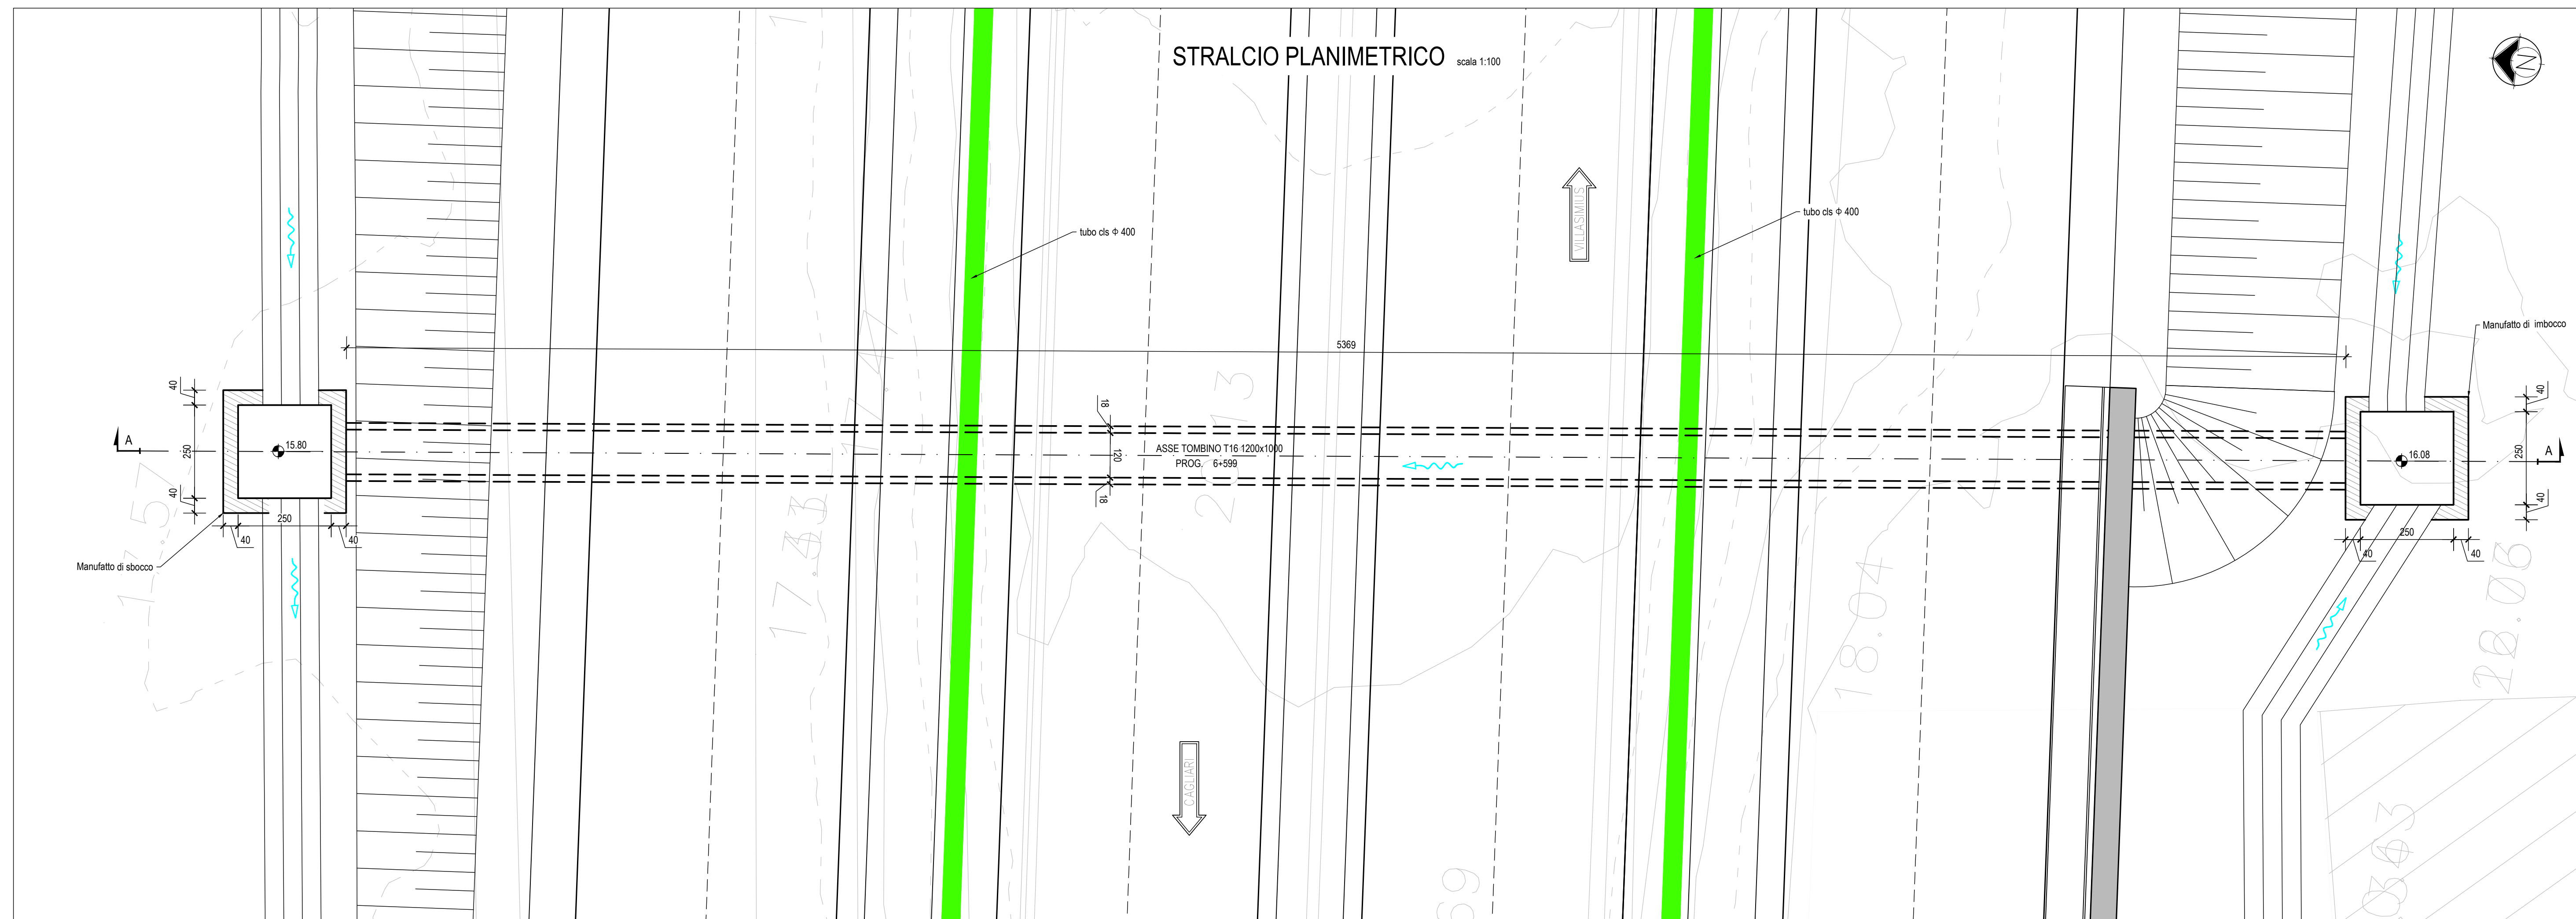 STRALCIO PLANIMETRICO scala 1:100
N
VILLASIMIUS
tubo cls Φ 400
tubo cls Φ 400
Manufatto di imbocco
5369
40
250
40
A
15.80
250
40
40
Manufatto di sbocco
18
120
18
ASSE TOMBINO T16 1200x1000
PROG. 6+599
CAGLIARI
40
250
40
A
16.08
250
40
40
18.04